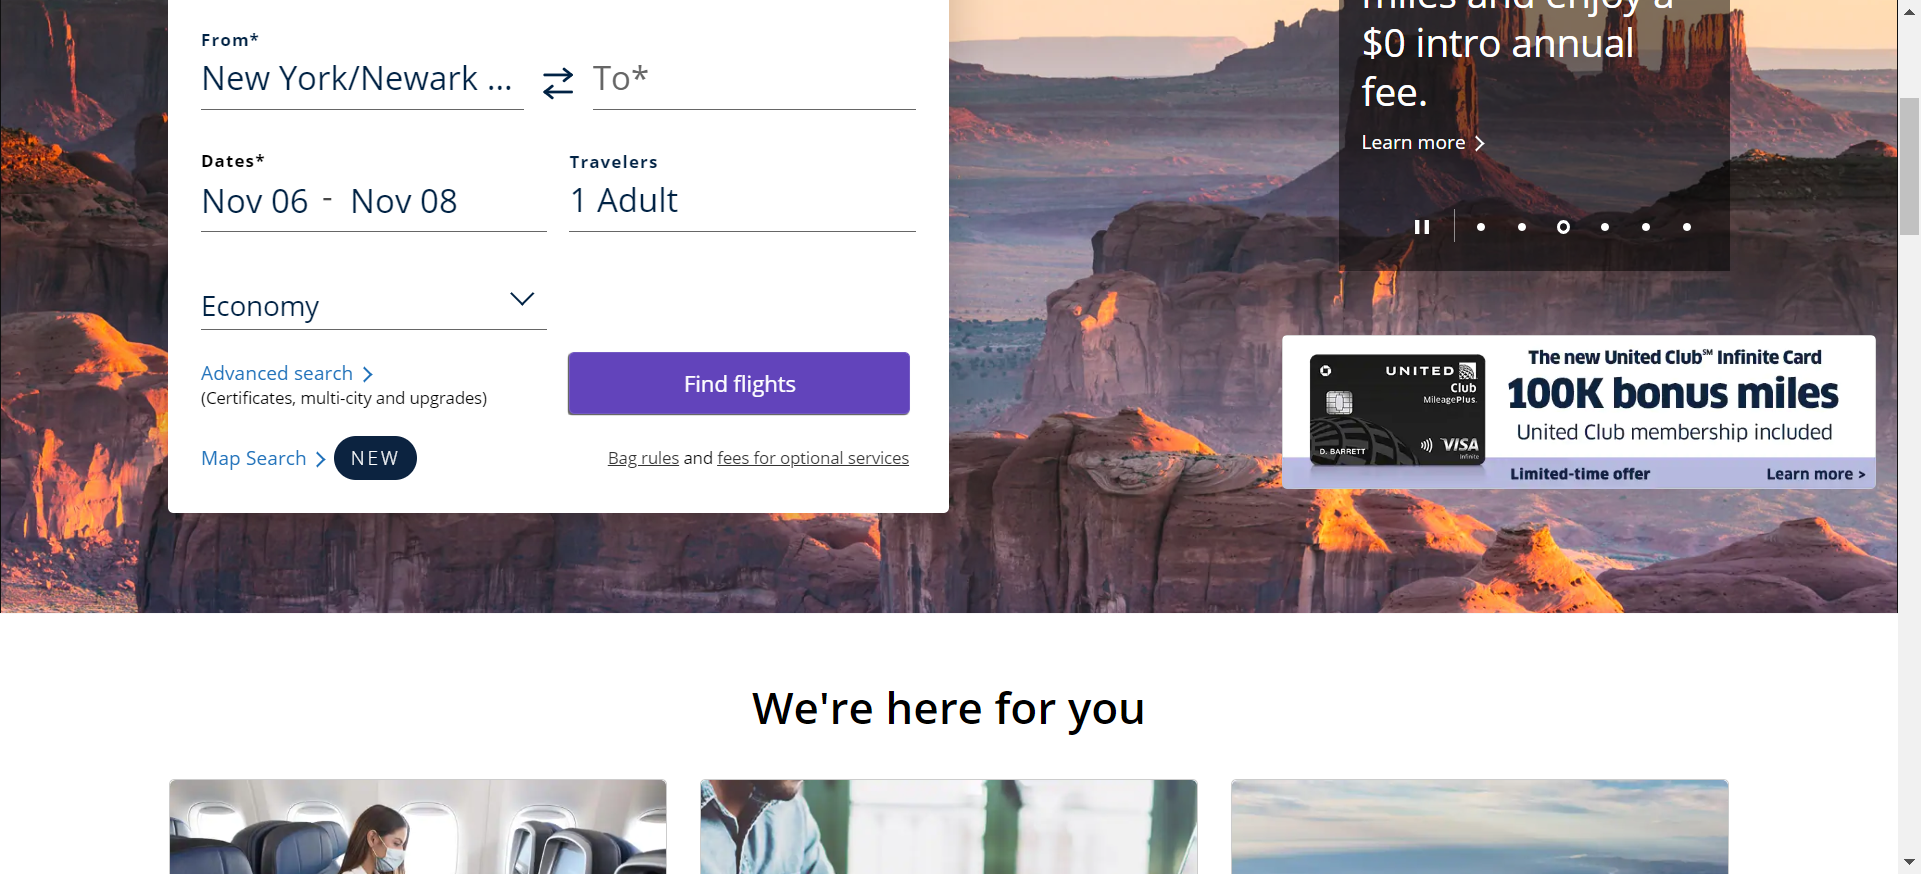 From*
New York/Newark ...
To*
Dates*
Nov 06 - Nov 08
Travelers
1 Adult
Economy
Advanced search
(Certificates, multi-city and upgrades)
Find flights
Map Search
NEW
Bag rules and fees for optional services
miles and enjoy a
$0 intro annual
fee.
Learn more
UNITED
Club
MileagePlus.
D. BARRETT
VISA
Infinite
The new United Club℠ Infinite Card
100K bonus miles
United Club membership included
Limited-time offer
Learn more >
We're here for you